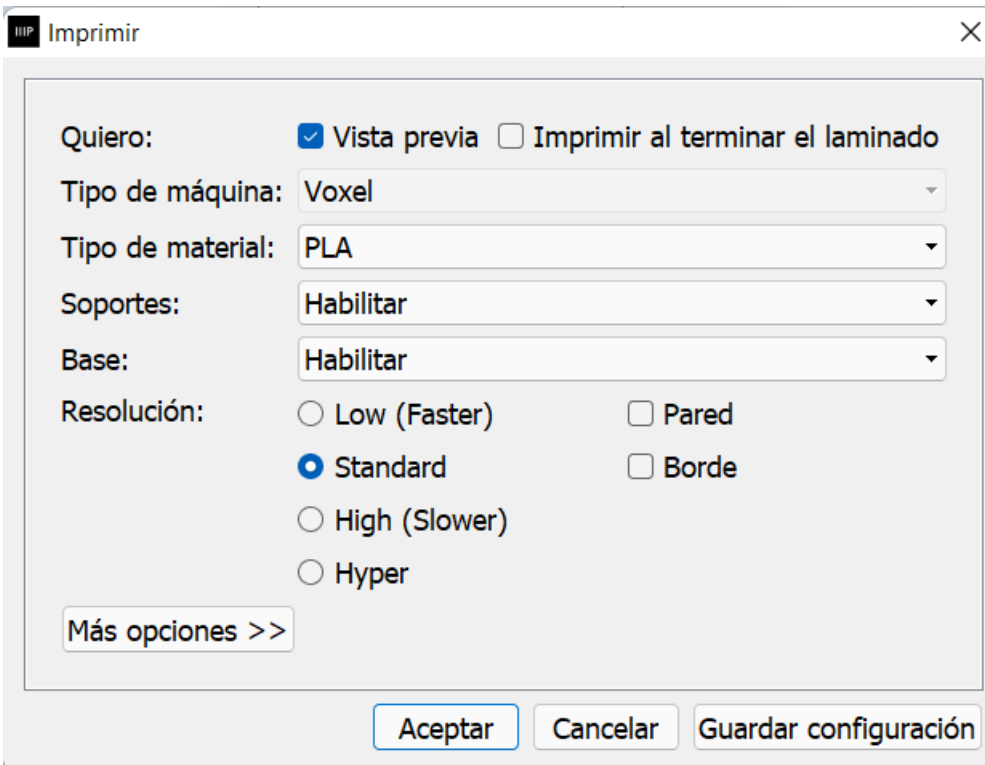 IIIP Imprimir
Quiero: Vista previa Imprimir al terminar el laminado
Tipo de máquina: Voxel
Tipo de material: PLA
Soportes: Habilitar
Base: Habilitar
Resolución: Low (Faster) Pared
Standard Borde
High (Slower)
Hyper
Más opciones >>
Aceptar Cancelar Guardar configuración